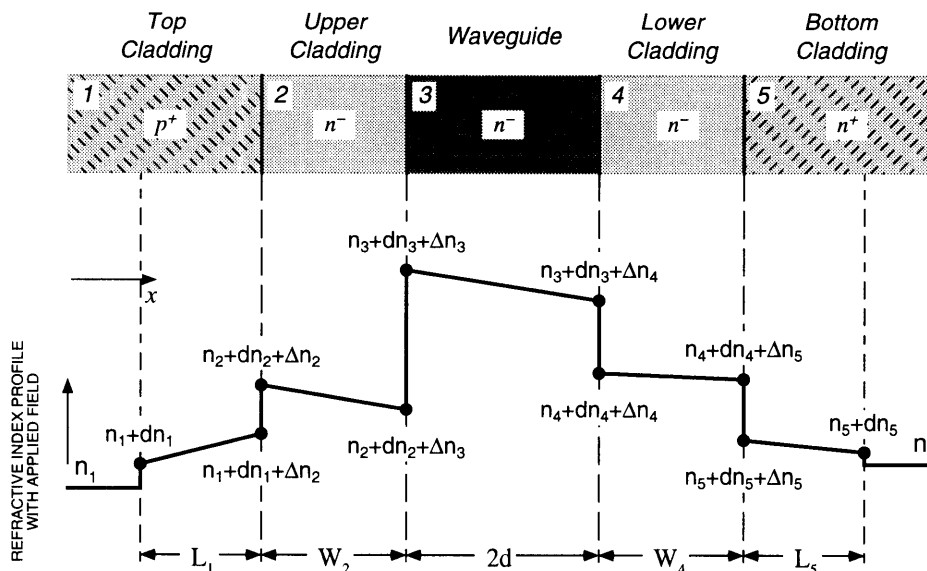 Top Cladding
Upper Cladding
Waveguide
Lower Cladding
Bottom Cladding
1
2
3
4
5
p⁺
n⁻
n⁻
n⁻
n⁺
n₃+dn₃+Δn₃
n₃+dn₃+Δn₄
x
n₂+dn₂+Δn₂
n₄+dn₄+Δn₅
n₁+dn₁
n₄+dn₄+Δn₄
n₅+dn₅
n₂+dn₂+Δn₃
n₁
n₁+dn₁+Δn₂
n₅+dn₅+Δn₅
n
REFRACTIVE INDEX PROFILE
WITH APPLIED FIELD
L₁
W₂
2d
W₄
L₅